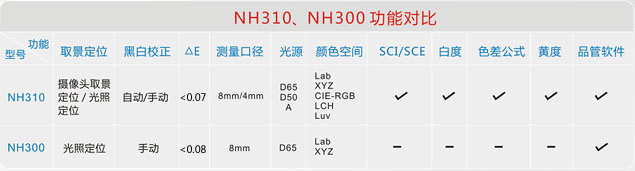 NH310、NH300 功能对比
功能 型号 取景定位 黑白校正 △E 测量口径 光源 颜色空间 SCI/SCE 白度 色差公式 黄度 品管软件
NH310 摄像头取景定位 / 光照定位 自动/手动 <0.07 8mm/4mm D65 D50 A Lab XYZ CIE-RGB LCH Luv ✓ ✓ ✓ ✓ ✓
NH300 光照定位 手动 <0.08 8mm D65 Lab XYZ － － － － ✓